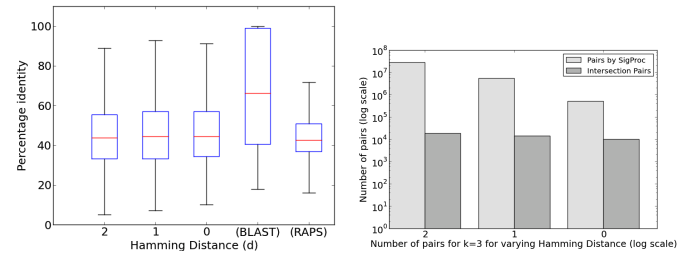 Percentage identity
100
80
60
40
20
0
2 1 0 (BLAST) (RAPS)
Hamming Distance (d)
Number of pairs (log scale)
10^8
10^7
10^6
10^5
10^4
10^3
10^2
10^1
10^0
Pairs by SigProc
Intersection Pairs
2 1 0
Number of pairs for k=3 for varying Hamming Distance (log scale)